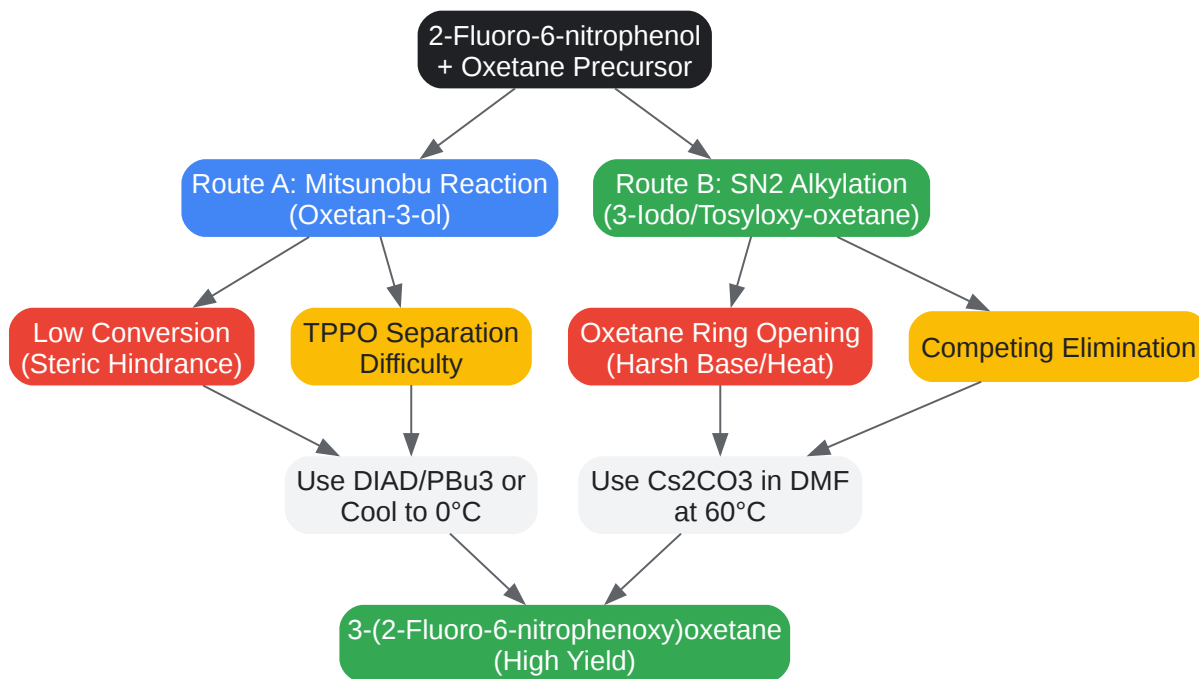 2-Fluoro-6-nitrophenol
+ Oxetane Precursor
Route A: Mitsunobu Reaction
(Oxetan-3-ol)
Route B: SN2 Alkylation
(3-Iodo/Tosyloxy-oxetane)
Low Conversion
(Steric Hindrance)
TPPO Separation
Difficulty
Oxetane Ring Opening
(Harsh Base/Heat)
Competing Elimination
Use DIAD/PBu3 or
Cool to 0°C
Use Cs2CO3 in DMF
at 60°C
3-(2-Fluoro-6-nitrophenoxy)oxetane
(High Yield)